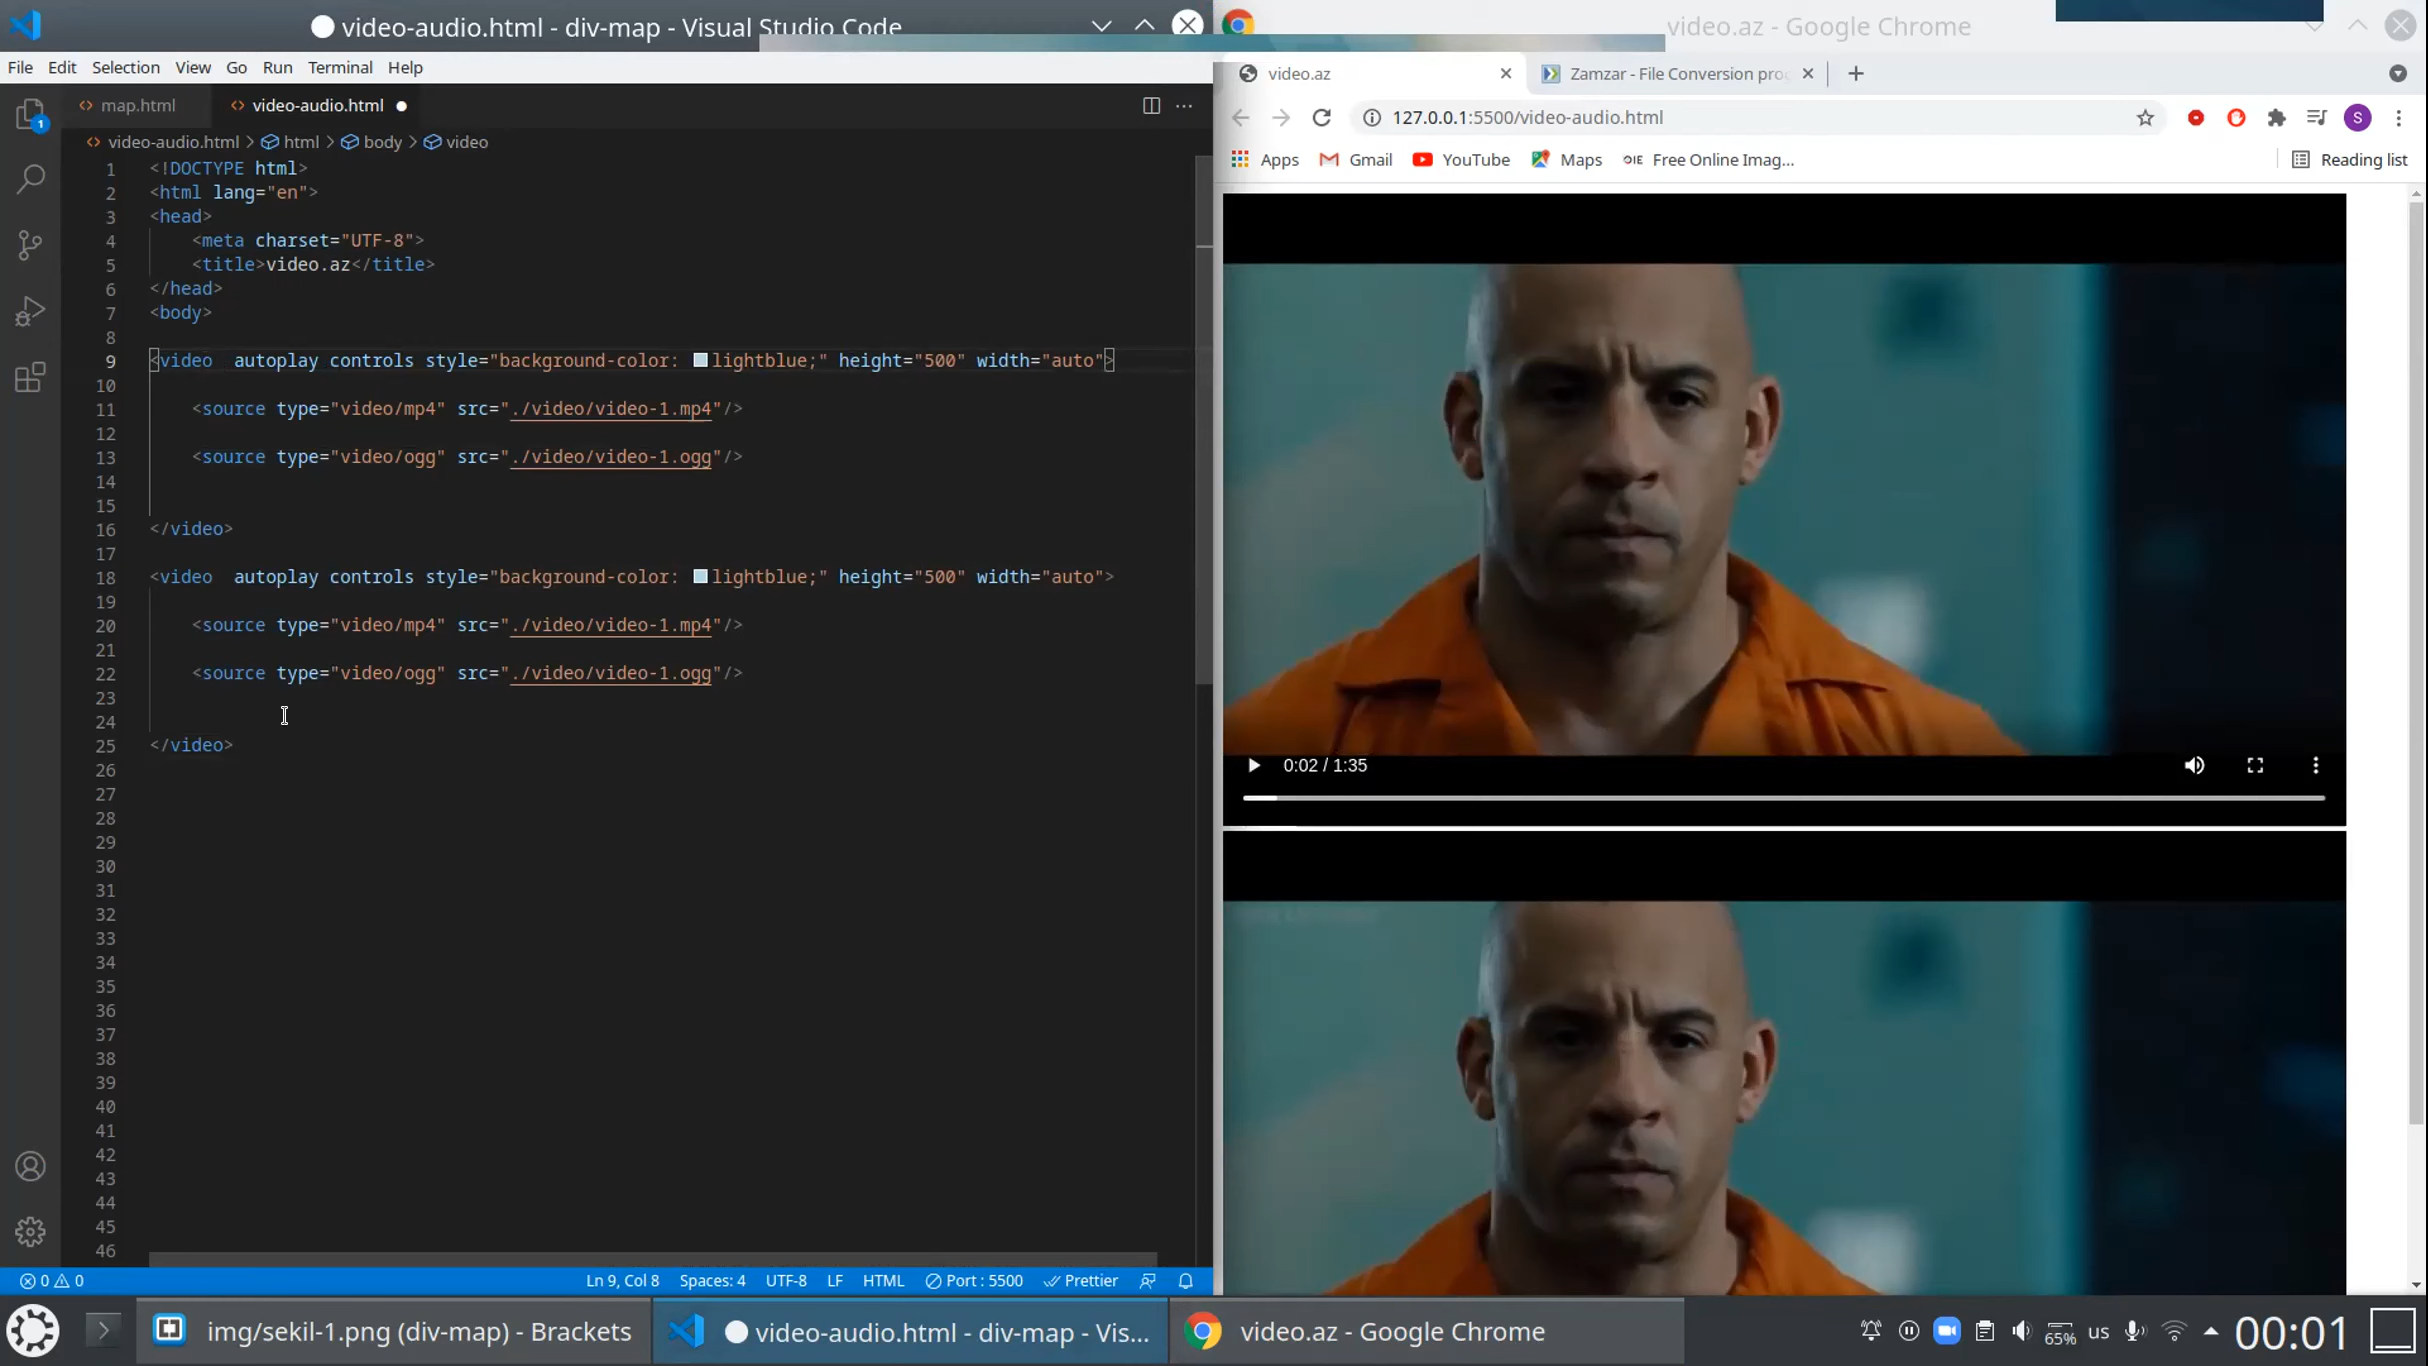 video-audio.html - div-map - Visual Studio Code
File Edit Selection View Go Run Terminal Help
map.html
video-audio.html
video-audio.html > html > body > video
1 <!DOCTYPE html>
2 <html lang="en">
3 <head>
4 <meta charset="UTF-8">
5 <title>video.az</title>
6 </head>
7 <body>
8
9 <video  autoplay controls style="background-color: lightblue;" height="500" width="auto">
10
11 <source type="video/mp4" src="./video/video-1.mp4"/>
12
13 <source type="video/ogg" src="./video/video-1.ogg"/>
14
15
16 </video>
17
18 <video  autoplay controls style="background-color: lightblue;" height="500" width="auto">
19
20 <source type="video/mp4" src="./video/video-1.mp4"/>
21
22 <source type="video/ogg" src="./video/video-1.ogg"/>
23
24
25 </video>
26
27
28
29
30
31
32
33
34
35
36
37
38
39
40
41
42
43
44
45
46
1
0 0 Ln 9, Col 8 Spaces: 4 UTF-8 LF HTML Port : 5500 Prettier
video.az - Google Chrome
video.az
Zamzar - File Conversion pro
127.0.0.1:5500/video-audio.html
S
Apps Gmail YouTube Maps OIE Free Online Imag... Reading list
0:02 / 1:35
img/sekil-1.png (div-map) - Brackets
video-audio.html - div-map - Vis...
video.az - Google Chrome
65% us 00:01